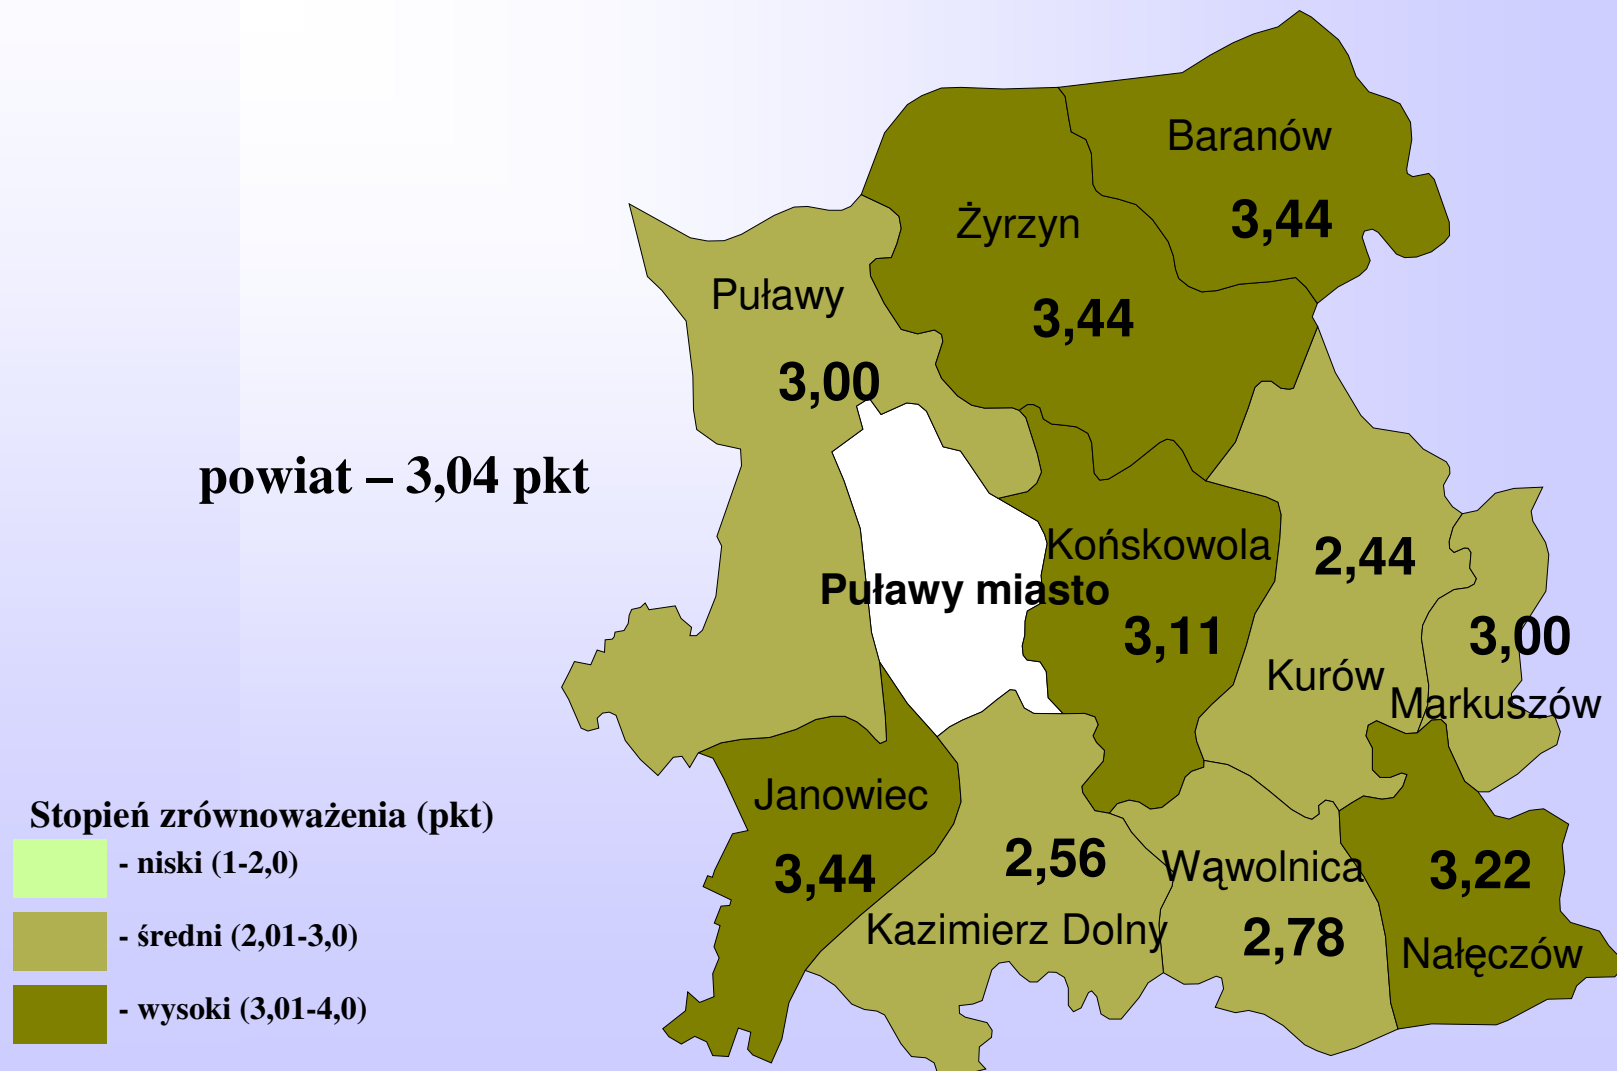 Baranów
3,44
Żyrzyn
3,44
Puławy
3,00
powiat – 3,04 pkt
Końskowola
3,11
Puławy miasto
2,44
Kurów
3,00
Markuszów
Janowiec
3,44
2,56
Kazimierz Dolny
Wąwolnica
2,78
3,22
Nałęczów
Stopień zrównoważenia (pkt)
- niski (1-2,0)
- średni (2,01-3,0)
- wysoki (3,01-4,0)